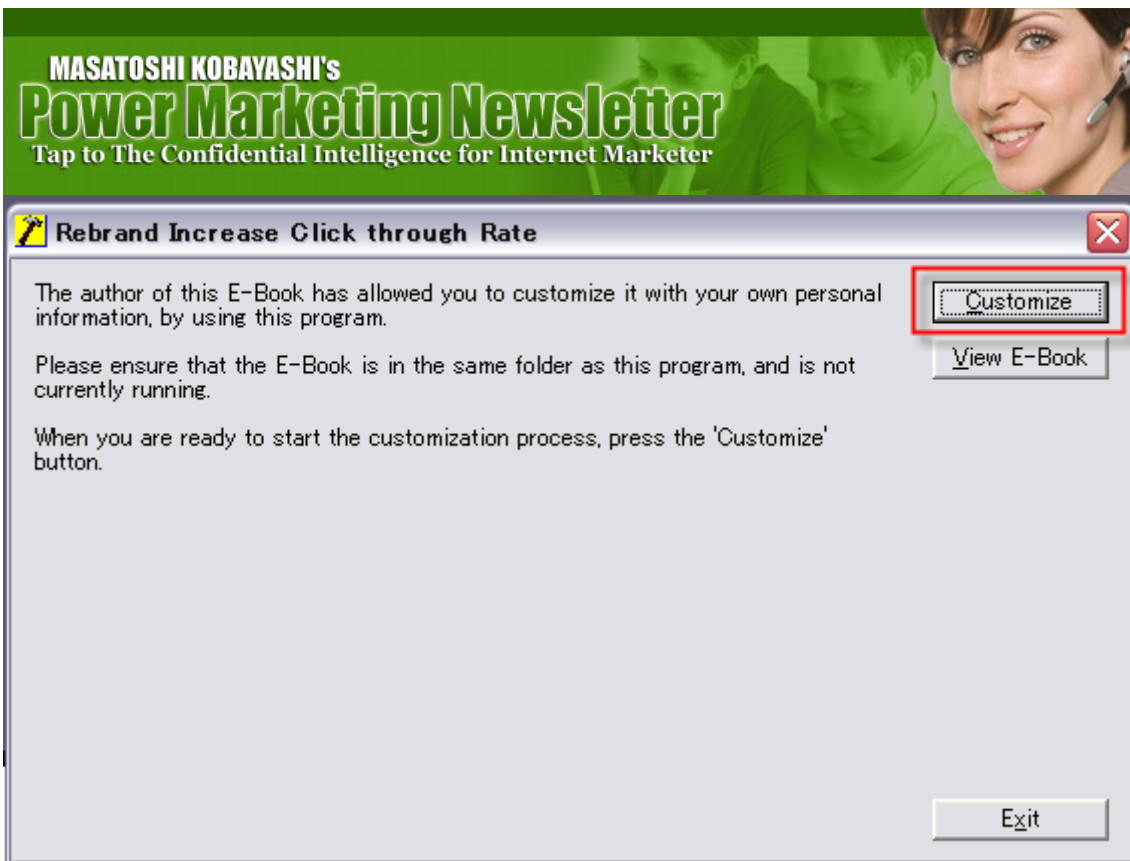 MASATOSHI KOBAYASHI's
Power Marketing Newsletter
Tap to The Confidential Intelligence for Internet Marketer
Rebrand Increase Click through Rate
The author of this E-Book has allowed you to customize it with your own personal
information, by using this program.
Customize
Please ensure that the E-Book is in the same folder as this program, and is not
currently running.
View E-Book
When you are ready to start the customization process, press the 'Customize'
button.
Exit